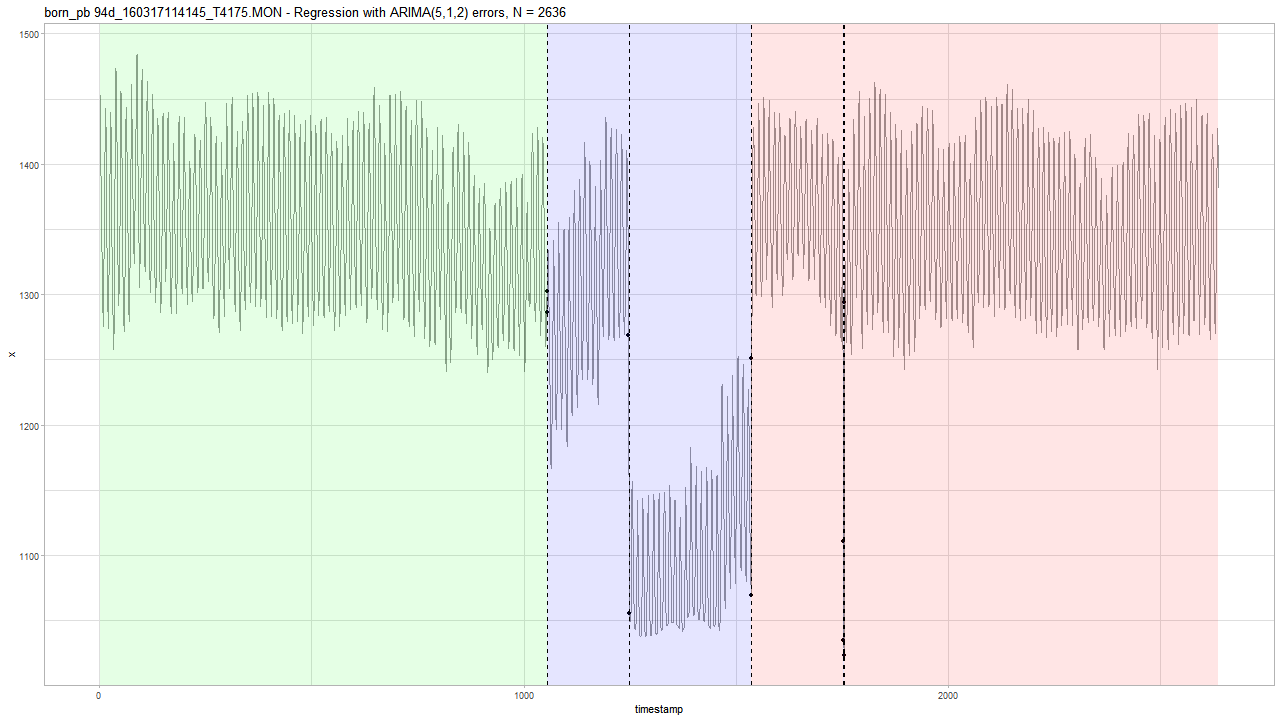 born_pb 94d_160317114145_T4175.MON - Regression with ARIMA(5,1,2) errors, N = 2636
1500
1400
1300
x
1200
1100
0
1000
2000
timestamp